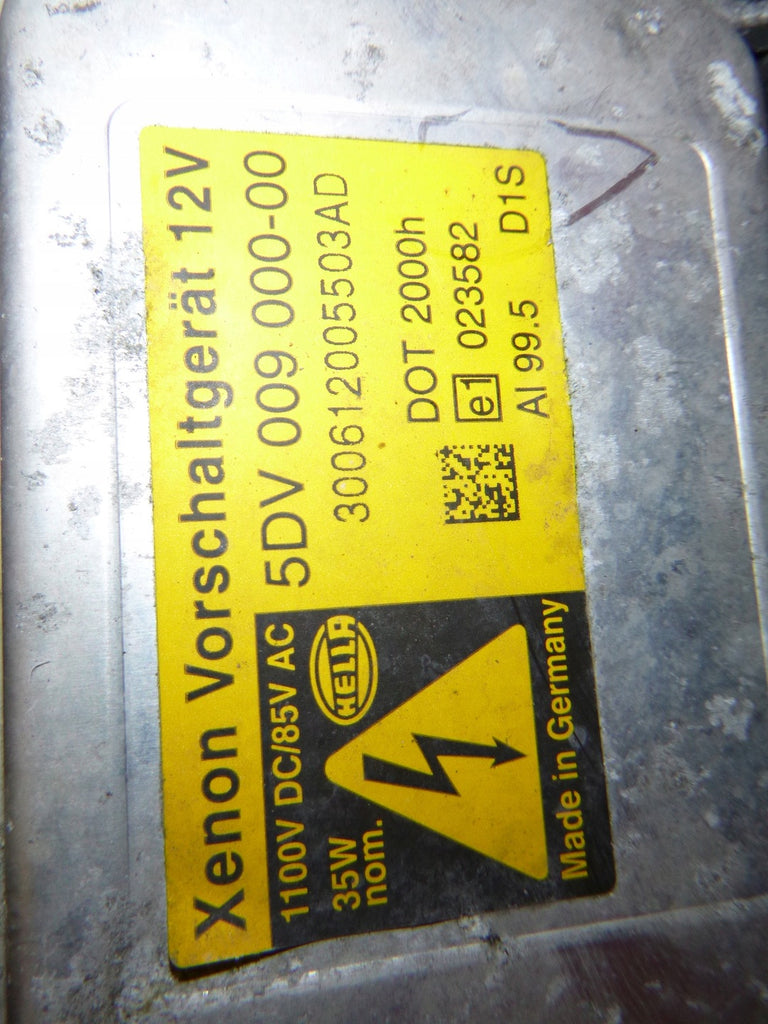 Xenon Vorschaltgerät 12V
5DV 009 000-00
300612005503AD
DOT 2000h
e1 023582
Al 99.5 D1S
1100V DC/85V AC
HELLA
35W
nom.
Made in Germany